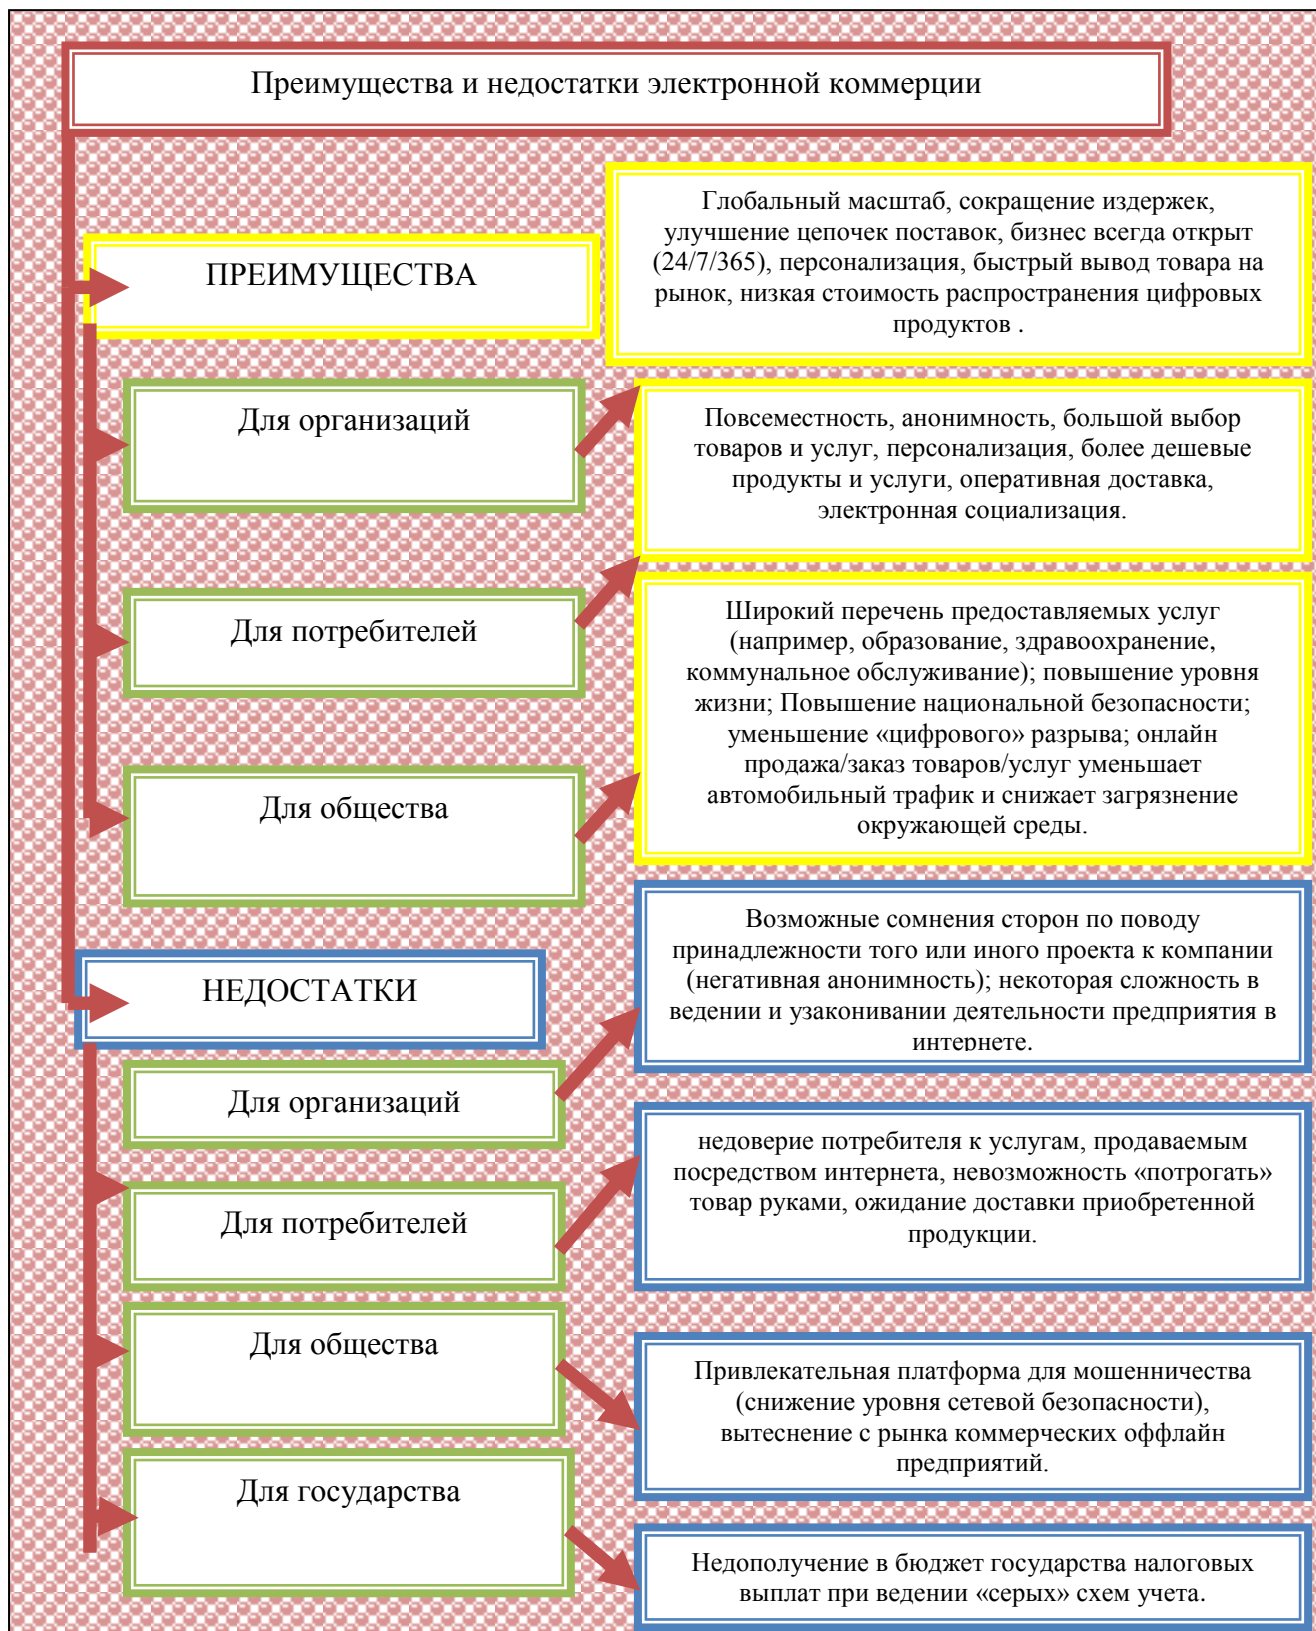 Преимущества и недостатки электронной коммерции
ПРЕИМУЩЕСТВА
Глобальный масштаб, сокращение издержек,
улучшение цепочек поставок, бизнес всегда открыт
(24/7/365), персонализация, быстрый вывод товара на
рынок, низкая стоимость распространения цифровых
продуктов .
Для организаций
Повсеместность, анонимность, большой выбор
товаров и услуг, персонализация, более дешевые
продукты и услуги, оперативная доставка,
электронная социализация.
Для потребителей
Широкий перечень предоставляемых услуг
(например, образование, здравоохранение,
коммунальное обслуживание); повышение уровня
жизни; Повышение национальной безопасности;
уменьшение «цифрового» разрыва; онлайн
продажа/заказ товаров/услуг уменьшает
автомобильный трафик и снижает загрязнение
окружающей среды.
Для общества
НЕДОСТАТКИ
Возможные сомнения сторон по поводу
принадлежности того или иного проекта к компании
(негативная анонимность); некоторая сложность в
ведении и узаконивании деятельности предприятия в
интернете.
Для организаций
недоверие потребителя к услугам, продаваемым
посредством интернета, невозможность «потрогать»
товар руками, ожидание доставки приобретенной
продукции.
Для потребителей
Для общества
Привлекательная платформа для мошенничества
(снижение уровня сетевой безопасности),
вытеснение с рынка коммерческих оффлайн
предприятий.
Для государства
Недополучение в бюджет государства налоговых
выплат при ведении «серых» схем учета.